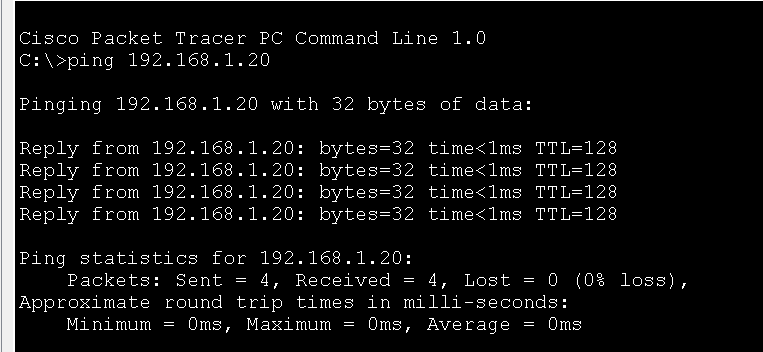 Cisco Packet Tracer PC Command Line 1.0
C:\>ping 192.168.1.20
Pinging 192.168.1.20 with 32 bytes of data:
Reply from 192.168.1.20: bytes=32 time<1ms TTL=128
Reply from 192.168.1.20: bytes=32 time<1ms TTL=128
Reply from 192.168.1.20: bytes=32 time<1ms TTL=128
Reply from 192.168.1.20: bytes=32 time<1ms TTL=128
Ping statistics for 192.168.1.20:
Packets: Sent = 4, Received = 4, Lost = 0 (0% loss),
Approximate round trip times in milli-seconds:
Minimum = 0ms, Maximum = 0ms, Average = 0ms